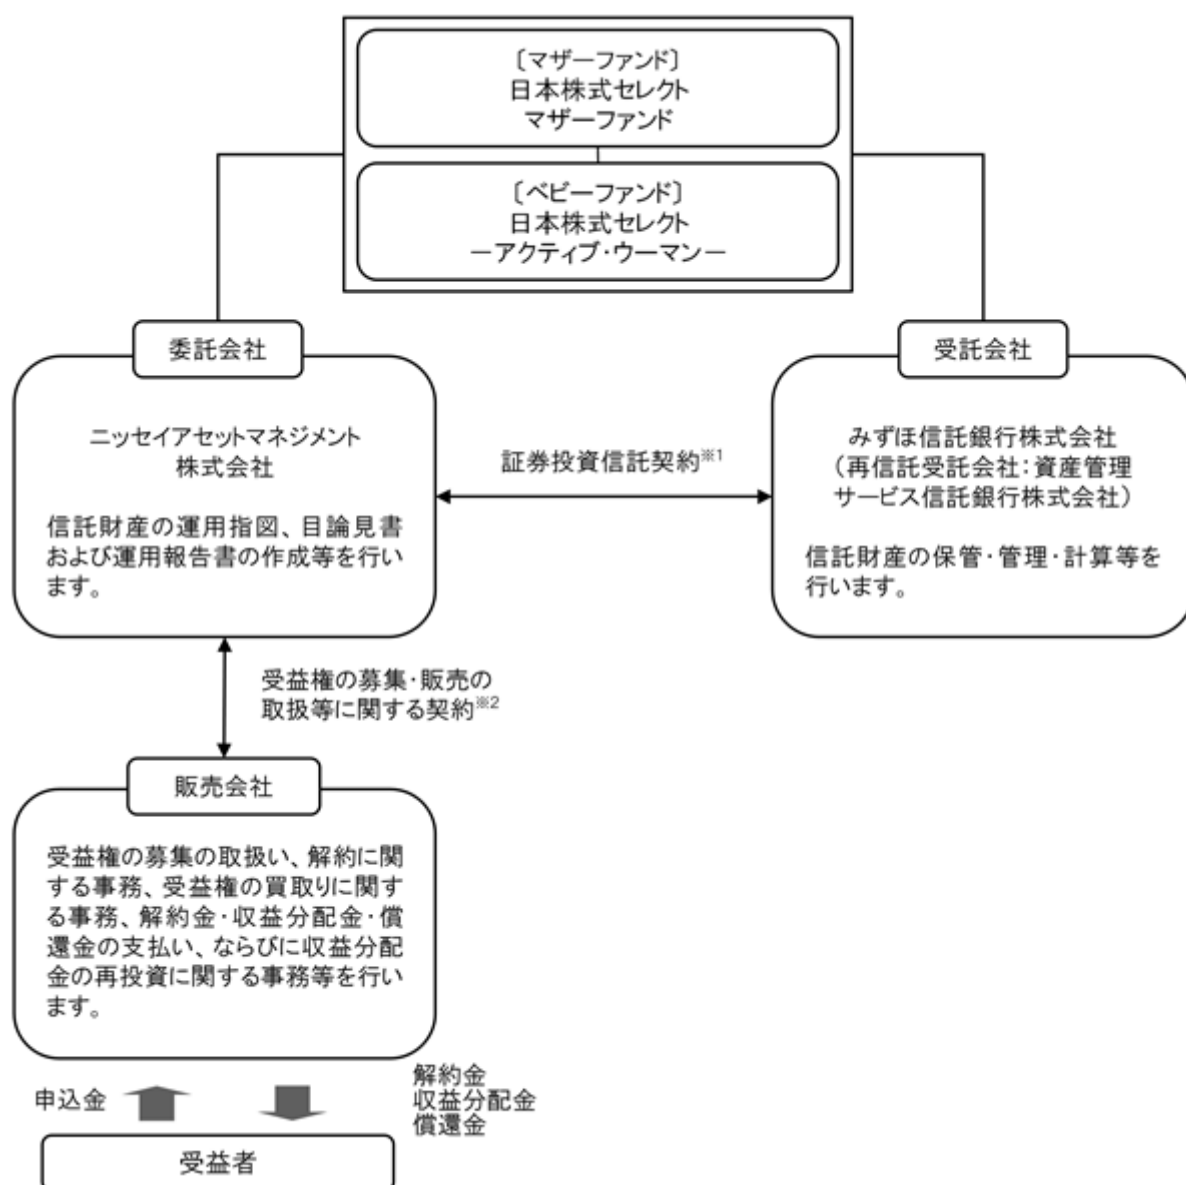 〔マザーファンド〕
日本株式セレクト
マザーファンド
〔ベビーファンド〕
日本株式セレクト
－アクティブ・ウーマン－
委託会社
ニッセイアセットマネジメント
株式会社
信託財産の運用指図、目論見書
および運用報告書の作成等を行い
ます。
証券投資信託契約※1
受託会社
みずほ信託銀行株式会社
（再信託受託会社：資産管理
サービス信託銀行株式会社）
信託財産の保管・管理・計算等を
行います。
受益権の募集・販売の
取扱等に関する契約※2
販売会社
受益権の募集の取扱い、解約に関
する事務、受益権の買取りに関す
る事務、解約金・収益分配金・償
還金の支払い、ならびに収益分配
金の再投資に関する事務等を行い
ます。
申込金
解約金
収益分配金
償還金
受益者